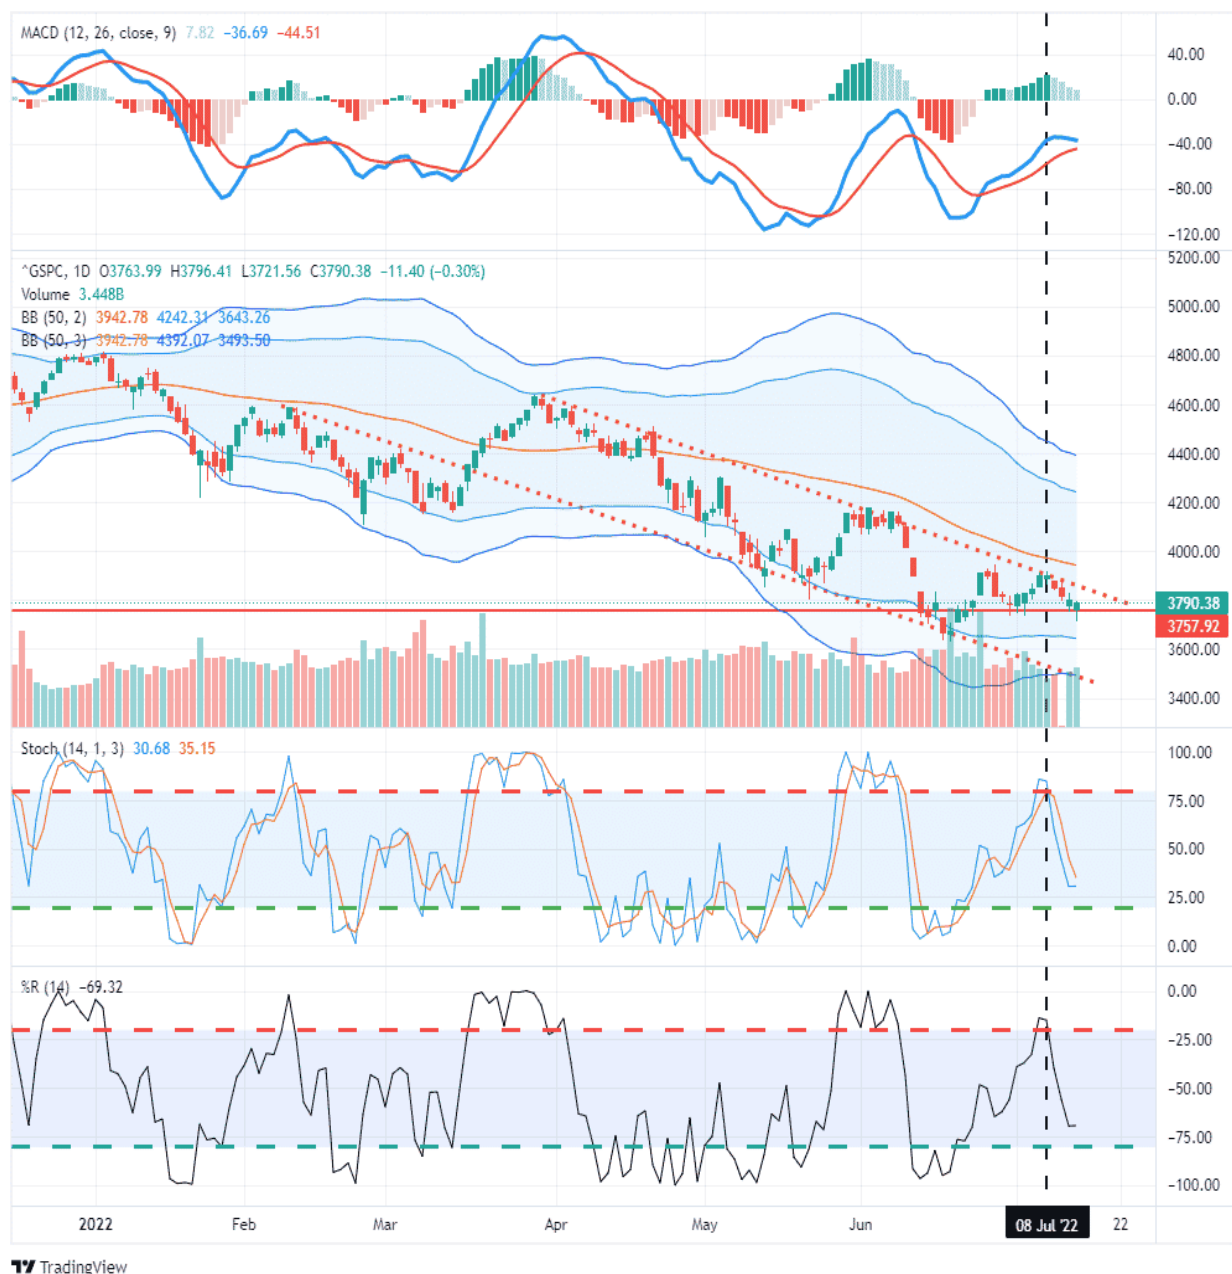 MACD (12, 26, close, 9) 7.82 −36.69 −44.51
40.00
0.00
−40.00
−80.00
−120.00
^GSPC, 1D O3763.99 H3796.41 L3721.56 C3790.38 −11.40 (−0.30%)
Volume 3.448B
BB (50, 2) 3942.78 4242.31 3643.26
BB (50, 3) 3942.78 4392.07 3493.50
5200.00
5000.00
4800.00
4600.00
4400.00
4200.00
4000.00
3790.38
3757.92
3600.00
3400.00
Stoch (14, 1, 3) 30.68 35.15
100.00
75.00
50.00
25.00
0.00
%R (14) −69.32
0.00
−25.00
−50.00
−75.00
−100.00
2022 Feb Mar Apr May Jun 08 Jul '22 22
TradingView